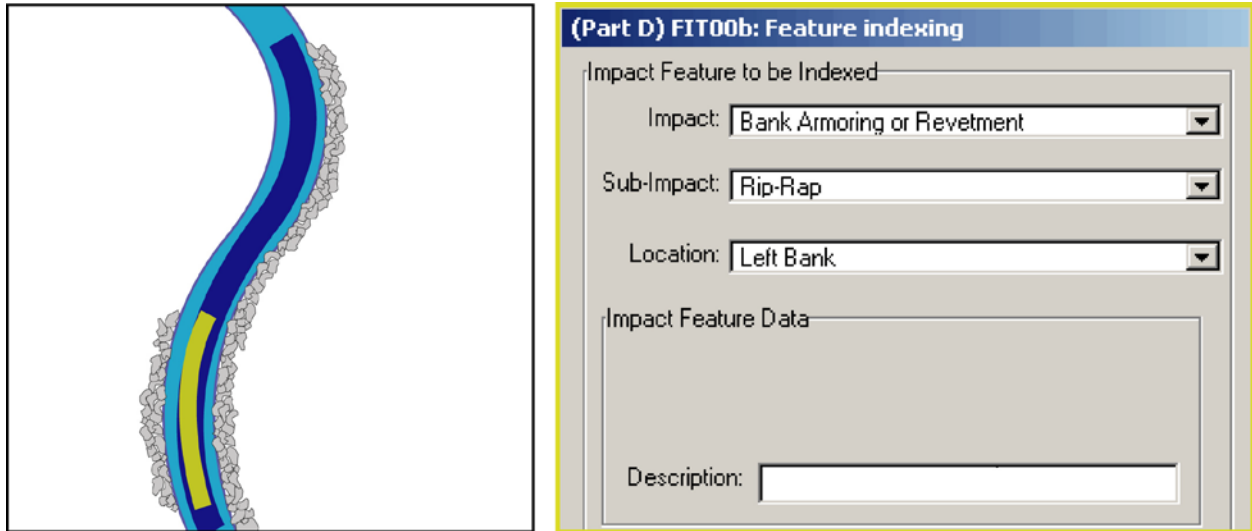 (Part D) FIT00b: Feature indexing
Impact Feature to be Indexed
Impact: Bank Armoring or Revetment
Sub-Impact: Rip-Rap
Location: Left Bank
Impact Feature Data
Description: